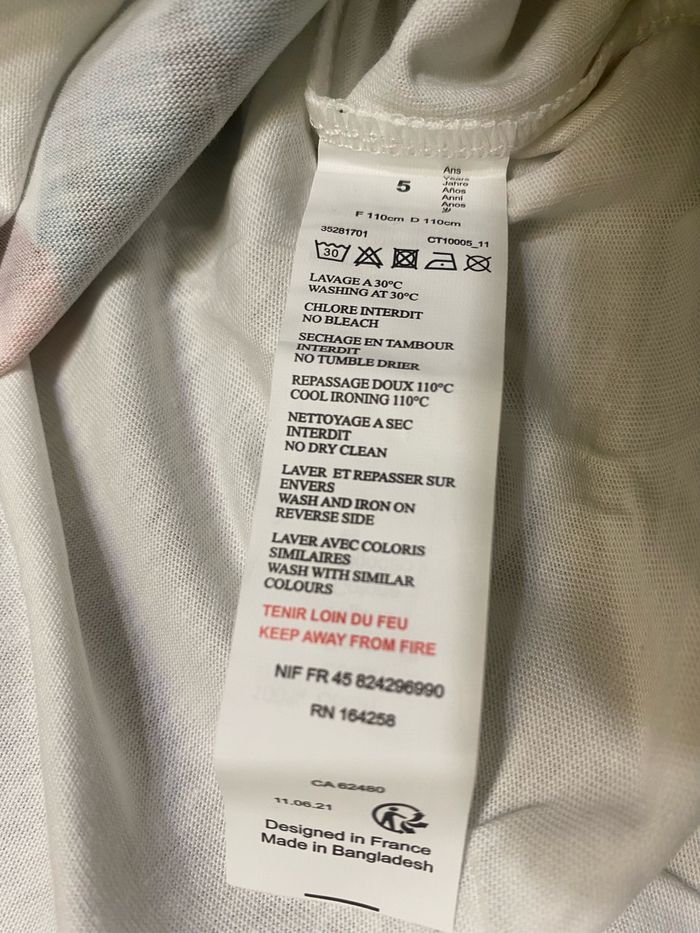 5
Ans
Years
Jahre
Años
Anni
Anos
F 110cm D 110cm
35281701 CT10005_11
30
LAVAGE A 30°C
WASHING AT 30°C
CHLORE INTERDIT
NO BLEACH
SECHAGE EN TAMBOUR
INTERDIT
NO TUMBLE DRIER
REPASSAGE DOUX 110°C
COOL IRONING 110°C
NETTOYAGE A SEC
INTERDIT
NO DRY CLEAN
LAVER ET REPASSER SUR
ENVERS
WASH AND IRON ON
REVERSE SIDE
LAVER AVEC COLORIS
SIMILAIRES
WASH WITH SIMILAR
COLOURS
TENIR LOIN DU FEU
KEEP AWAY FROM FIRE
NIF FR 45 824296990
RN 164258
CA 62480
11.06.21
Designed in France
Made in Bangladesh